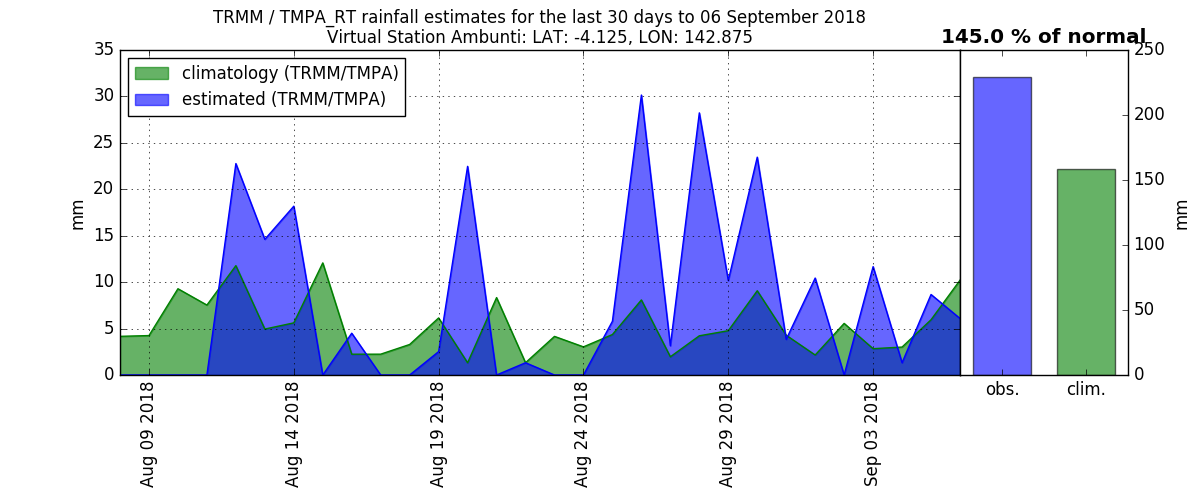 TRMM / TMPA_RT rainfall estimates for the last 30 days to 06 September 2018
Virtual Station Ambunti: LAT: -4.125, LON: 142.875
145.0 % of normal
climatology (TRMM/TMPA)
estimated (TRMM/TMPA)
35
30
25
20
15
10
5
0
mm
Aug 09 2018
Aug 14 2018
Aug 19 2018
Aug 24 2018
Aug 29 2018
Sep 03 2018
obs.
clim.
250
200
150
100
50
0
mm